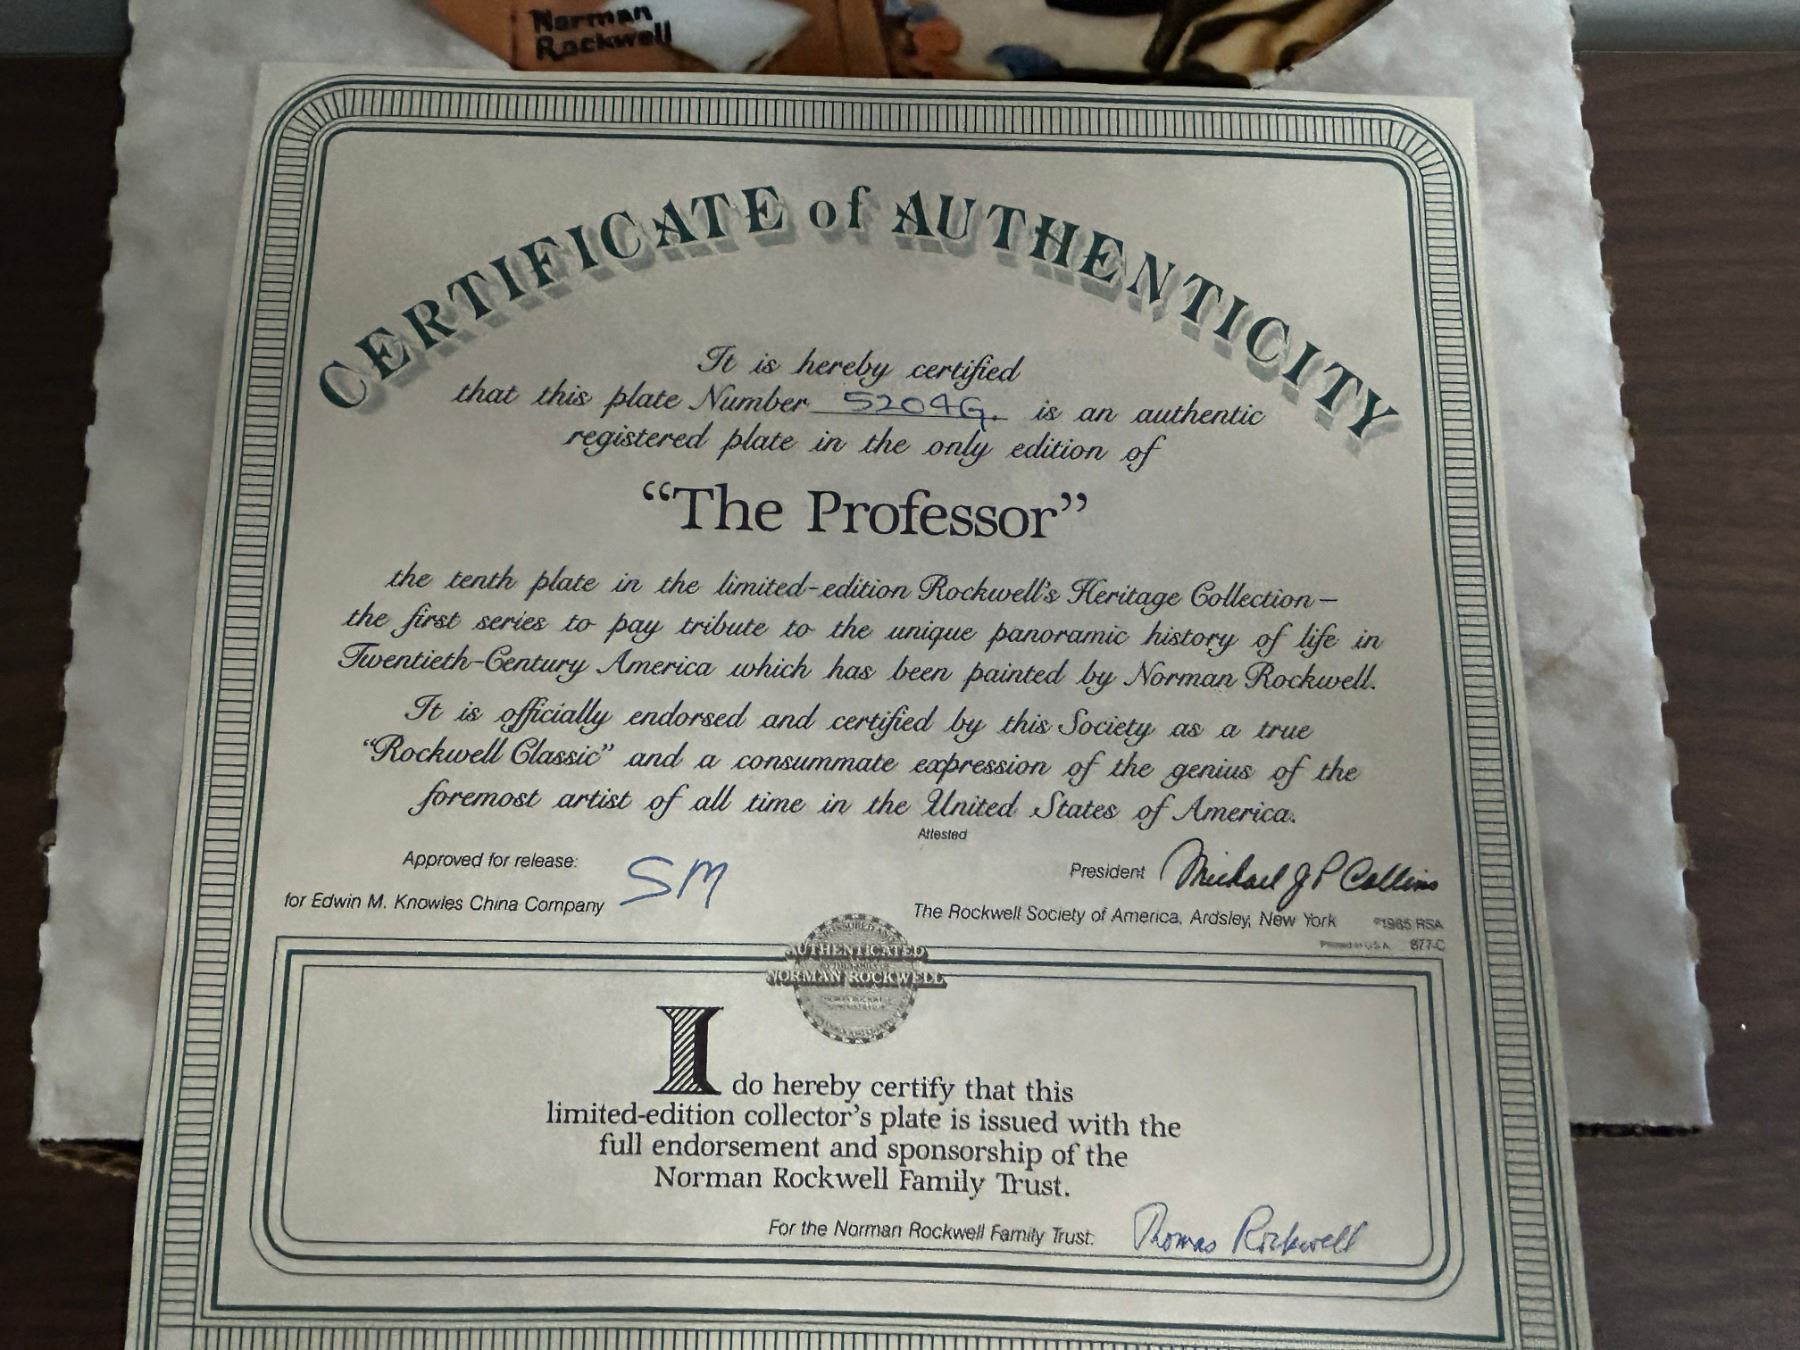 Norman
Rockwell
CERTIFICATE of AUTHENTICITY
It is hereby certified
that this plate Number 5204G. is an authentic
registered plate in the only edition of
“The Professor”
the tenth plate in the limited-edition Rockwell's Heritage Collection—
the first series to pay tribute to the unique panoramic history of life in
Twentieth-Century America which has been painted by Norman Rockwell.
It is officially endorsed and certified by this Society as a true
“Rockwell Classic” and a consummate expression of the genius of the
foremost artist of all time in the United States of America.
Attested
Approved for release: SM
for Edwin M. Knowles China Company
President Michael J P Collins
The Rockwell Society of America, Ardsley, New York ©1985 RSA
Printed in U.S.A. 877-C
AUTHENTICATED
NORMAN ROCKWELL
I do hereby certify that this
limited-edition collector's plate is issued with the
full endorsement and sponsorship of the
Norman Rockwell Family Trust.
For the Norman Rockwell Family Trust: Thomas Rockwell